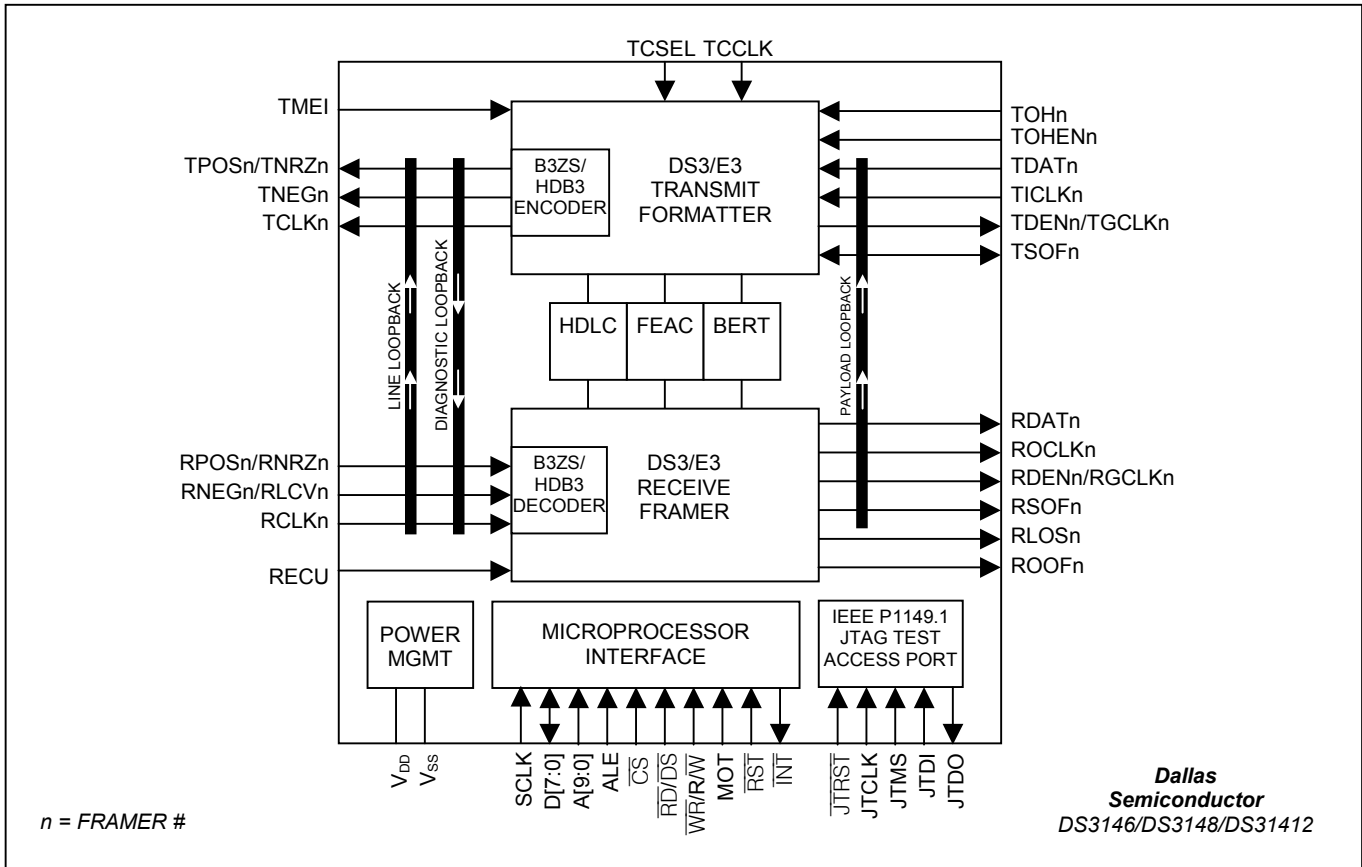 TCSEL TCCLK
TMEI
TPOSn/TNRZn
TNEGn
TCLKn
B3ZS/
HDB3
ENCODER
DS3/E3
TRANSMIT
FORMATTER
TOHn
TOHENn
TDATn
TICLKn
TDENn/TGCLKn
TSOFn
LINE LOOPBACK
DIAGNOSTIC LOOPBACK
HDLC
FEAC
BERT
PAYLOAD LOOPBACK
RPOSn/RNRZn
RNEGn/RLCVn
RCLKn
RECU
B3ZS/
HDB3
DECODER
DS3/E3
RECEIVE
FRAMER
RDATn
ROCLKn
RDENn/RGCLKn
RSOFn
RLOSn
ROOFn
POWER
MGMT
MICROPROCESSOR
INTERFACE
IEEE P1149.1
JTAG TEST
ACCESS PORT
VDD
VSS
SCLK
D[7:0]
A[9:0]
ALE
CS
RD/DS
WR/R/W
MOT
RST
INT
JTRST
JTCLK
JTMS
JTDI
JTDO
n = FRAMER #
Dallas
Semiconductor
DS3146/DS3148/DS31412